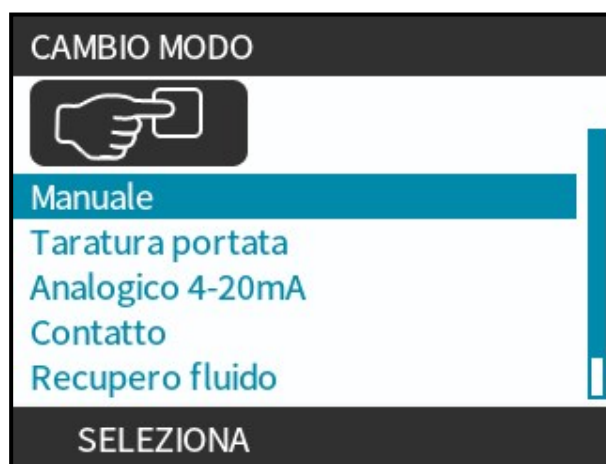 CAMBIO MODO
Manuale
Taratura portata
Analogico 4-20mA
Contatto
Recupero fluido
SELEZIONA